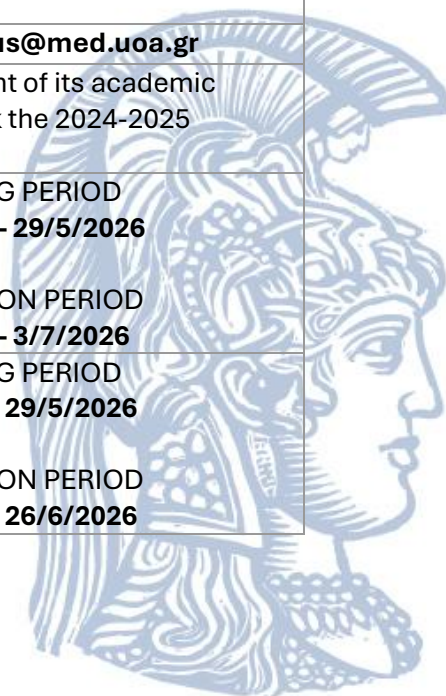 us@med.uoa.gr
nt of its academic
k the 2024-2025
G PERIOD
- 29/5/2026
ON PERIOD
- 3/7/2026
G PERIOD
29/5/2026
ON PERIOD
26/6/2026